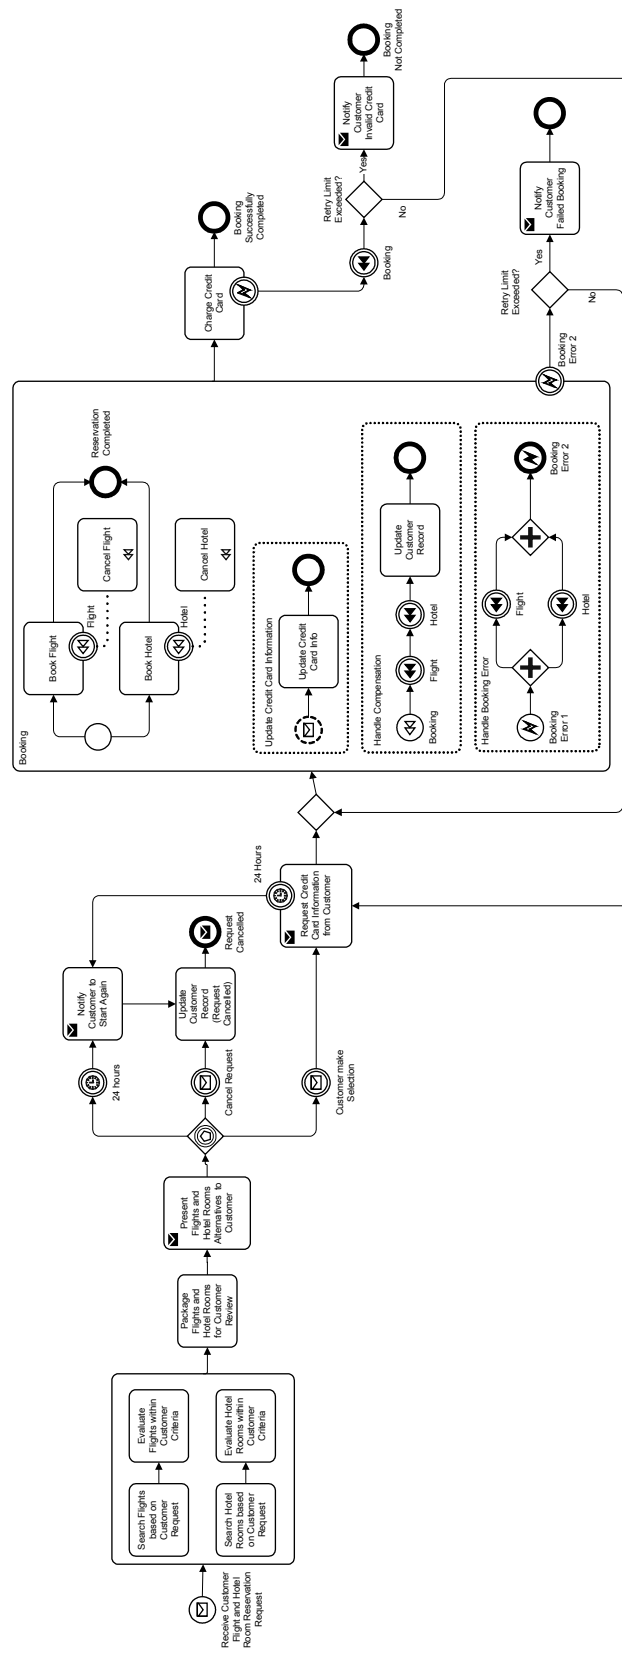 Receive Customer
Flight and Hotel
Room Reservation
Request
Search Flights
based on
Customer
Request
Evaluate
Flights within
Customer
Criteria
Search Hotel
Rooms based
on Customer
Request
Evaluate Hotel
Rooms within
Customer
Criteria
Package
Flights and
Hotel Rooms
for Customer
Review
Present
Flights and
Hotel Rooms
Alternatives to
Customer
24 hours
Notify
Customer to
Start Again
Cancel Request
Update
Customer
Record
(Request
Cancelled)
Request
Cancelled
Customer make
Selection
Request Credit
Card Information
from Customer
24 Hours
Booking
Book Flight
Flight
Cancel Flight
Book Hotel
Hotel
Cancel Hotel
Reservation
Completed
Update Credit Card Information
Update Credit
Card Info
Handle Compensation
Booking
Flight
Hotel
Update
Customer
Record
Handle Booking Error
Booking
Error 1
Flight
Hotel
Booking
Error 2
Charge Credit
Card
Booking
Successfully
Completed
Booking
Retry Limit
Exceeded?
Yes
No
Notify
Customer
Invalid Credit
Card
Booking
Not Completed
Booking
Error 2
Retry Limit
Exceeded?
Yes
No
Notify
Customer
Failed Booking